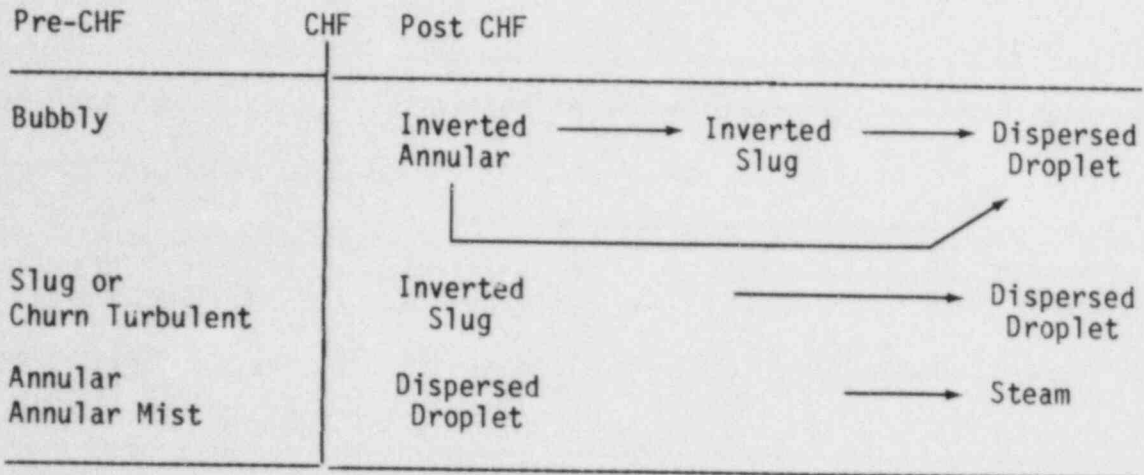 Pre-CHF CHF Post CHF
Bubbly Inverted Inverted Dispersed
Annular Slug Droplet
Slug or Inverted Dispersed
Churn Turbulent Slug Droplet
Annular Dispersed Steam
Annular Mist Droplet